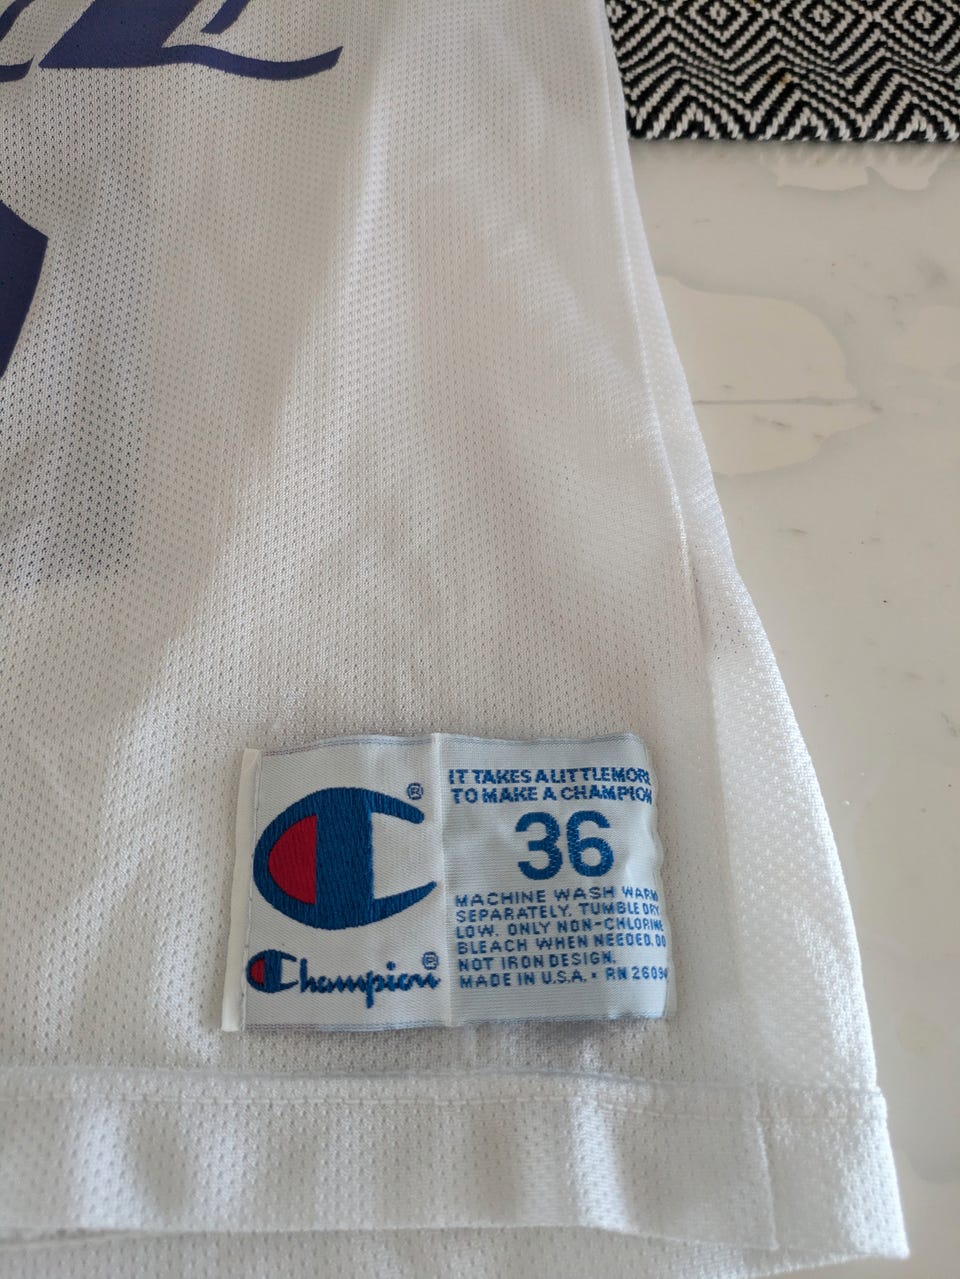 IT TAKES A LITTLE MORE
TO MAKE A CHAMPION
36
MACHINE WASH WARM
SEPARATELY. TUMBLE DRY
LOW. ONLY NON-CHLORINE
BLEACH WHEN NEEDED. DO
NOT IRON DESIGN.
MADE IN U.S.A. • RN 26094
®
Champion®